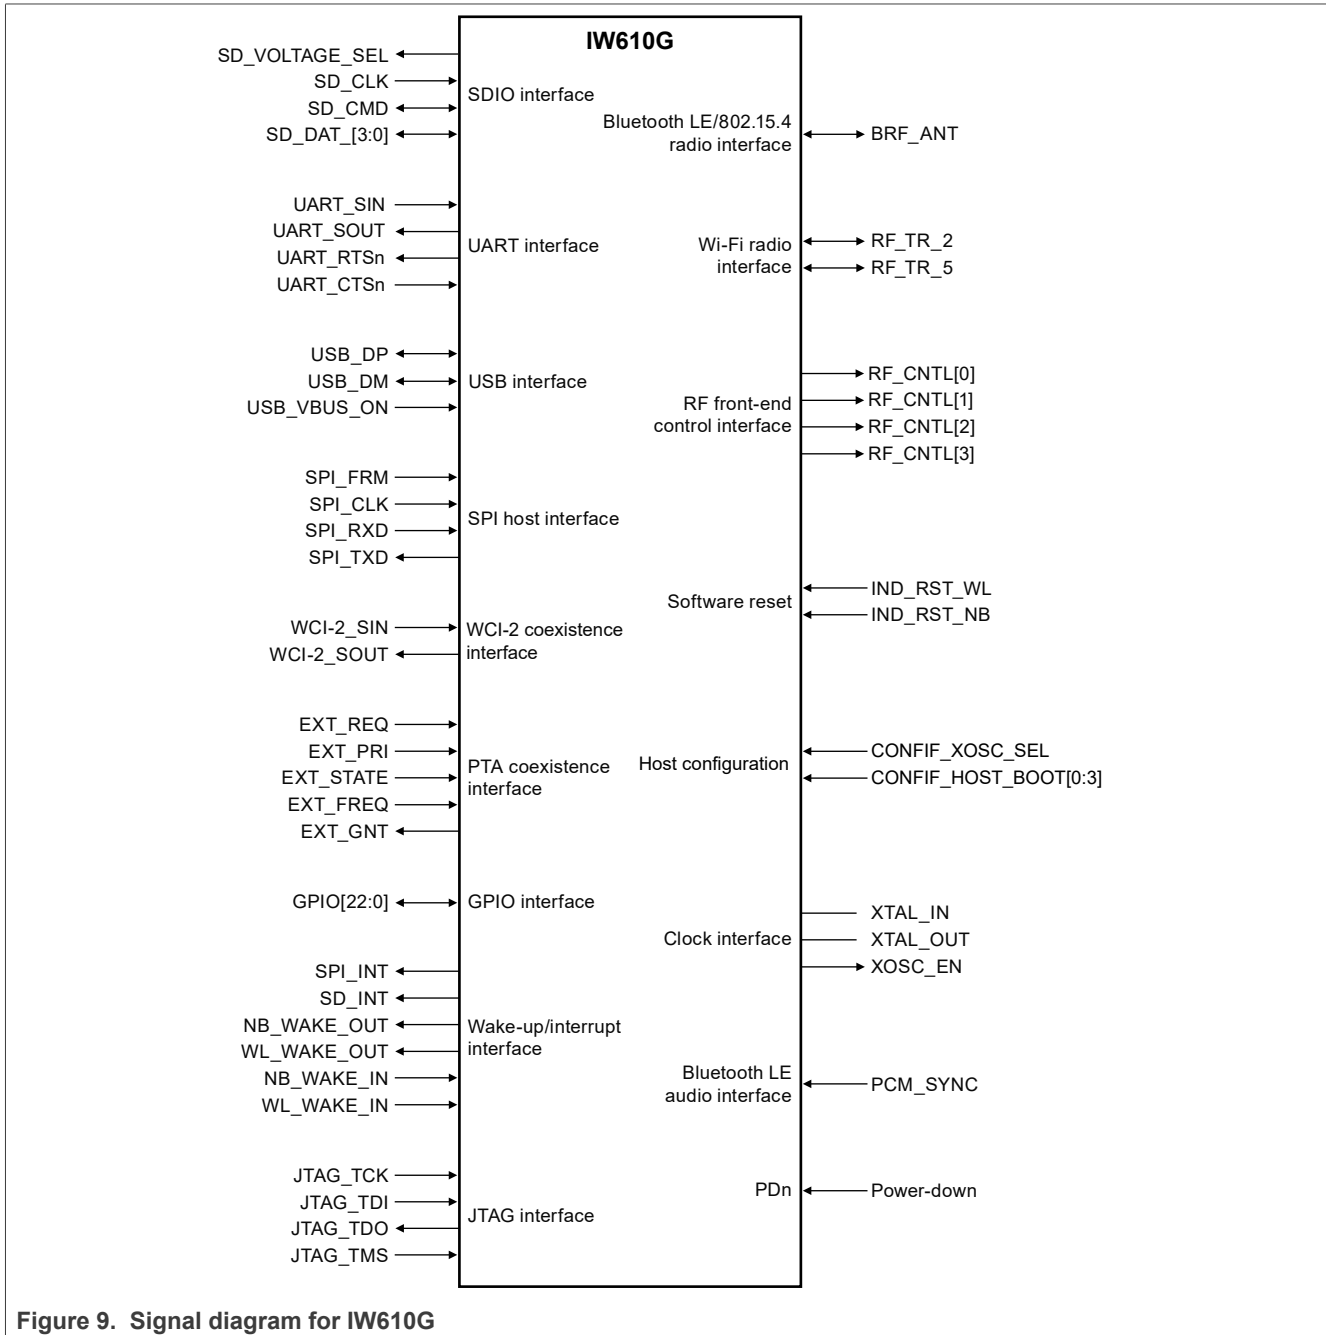 IW610G
SD_VOLTAGE_SEL
SD_CLK
SD_CMD
SD_DAT_[3:0]
SDIO interface
UART_SIN
UART_SOUT
UART_RTSn
UART_CTSn
UART interface
USB_DP
USB_DM
USB_VBUS_ON
USB interface
SPI_FRM
SPI_CLK
SPI_RXD
SPI_TXD
SPI host interface
WCI-2_SIN
WCI-2_SOUT
WCI-2 coexistence
interface
EXT_REQ
EXT_PRI
EXT_STATE
EXT_FREQ
EXT_GNT
PTA coexistence
interface
GPIO[22:0]
GPIO interface
SPI_INT
SD_INT
NB_WAKE_OUT
WL_WAKE_OUT
NB_WAKE_IN
WL_WAKE_IN
Wake-up/interrupt
interface
JTAG_TCK
JTAG_TDI
JTAG_TDO
JTAG_TMS
JTAG interface
Bluetooth LE/802.15.4
radio interface
BRF_ANT
Wi-Fi radio
interface
RF_TR_2
RF_TR_5
RF front-end
control interface
RF_CNTL[0]
RF_CNTL[1]
RF_CNTL[2]
RF_CNTL[3]
Software reset
IND_RST_WL
IND_RST_NB
Host configuration
CONFIF_XOSC_SEL
CONFIF_HOST_BOOT[0:3]
Clock interface
XTAL_IN
XTAL_OUT
XOSC_EN
Bluetooth LE
audio interface
PCM_SYNC
PDn
Power-down
Figure 9. Signal diagram for IW610G